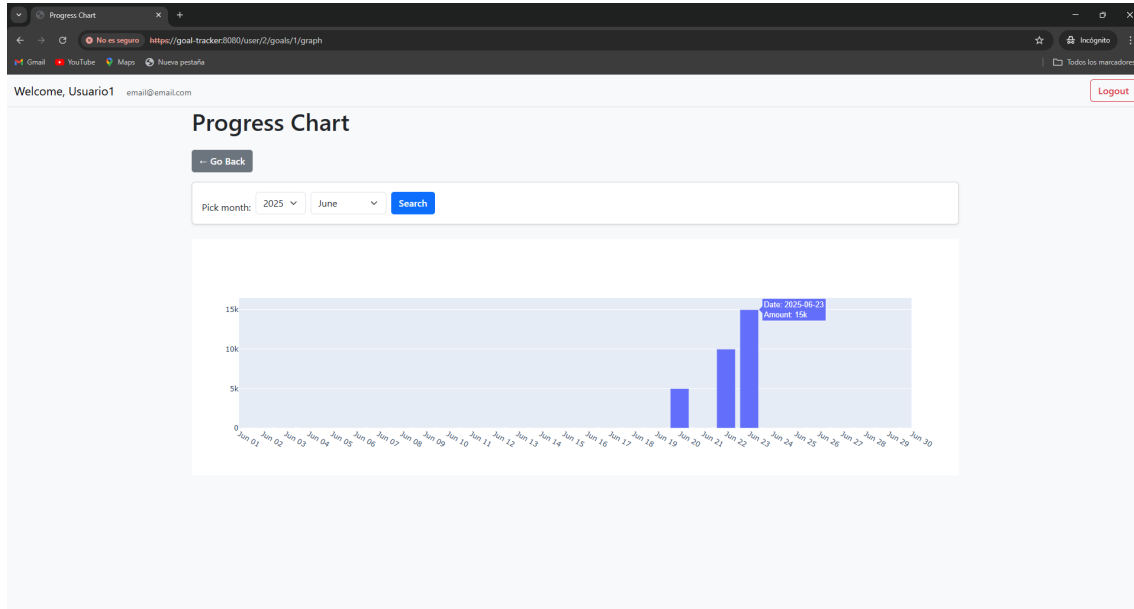 Progress Chart
No es seguro https://goal-tracker:8080/user/2/goals/1/graph Incógnito
Gmail YouTube Maps Nueva pestaña Todos los marcadores
Welcome, Usuario1 email@email.com Logout
Progress Chart
← Go Back
Pick month: 2025 June Search
Date: 2025-06-23
Amount: 15k
15k
10k
5k
0
Jun 01 Jun 02 Jun 03 Jun 04 Jun 05 Jun 06 Jun 07 Jun 08 Jun 09 Jun 10 Jun 11 Jun 12 Jun 13 Jun 14 Jun 15 Jun 16 Jun 17 Jun 18 Jun 19 Jun 20 Jun 21 Jun 22 Jun 23 Jun 24 Jun 25 Jun 26 Jun 27 Jun 28 Jun 29 Jun 30